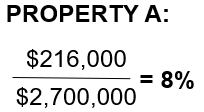 PROPERTY A:
$216,000
$2,700,000
= 8%